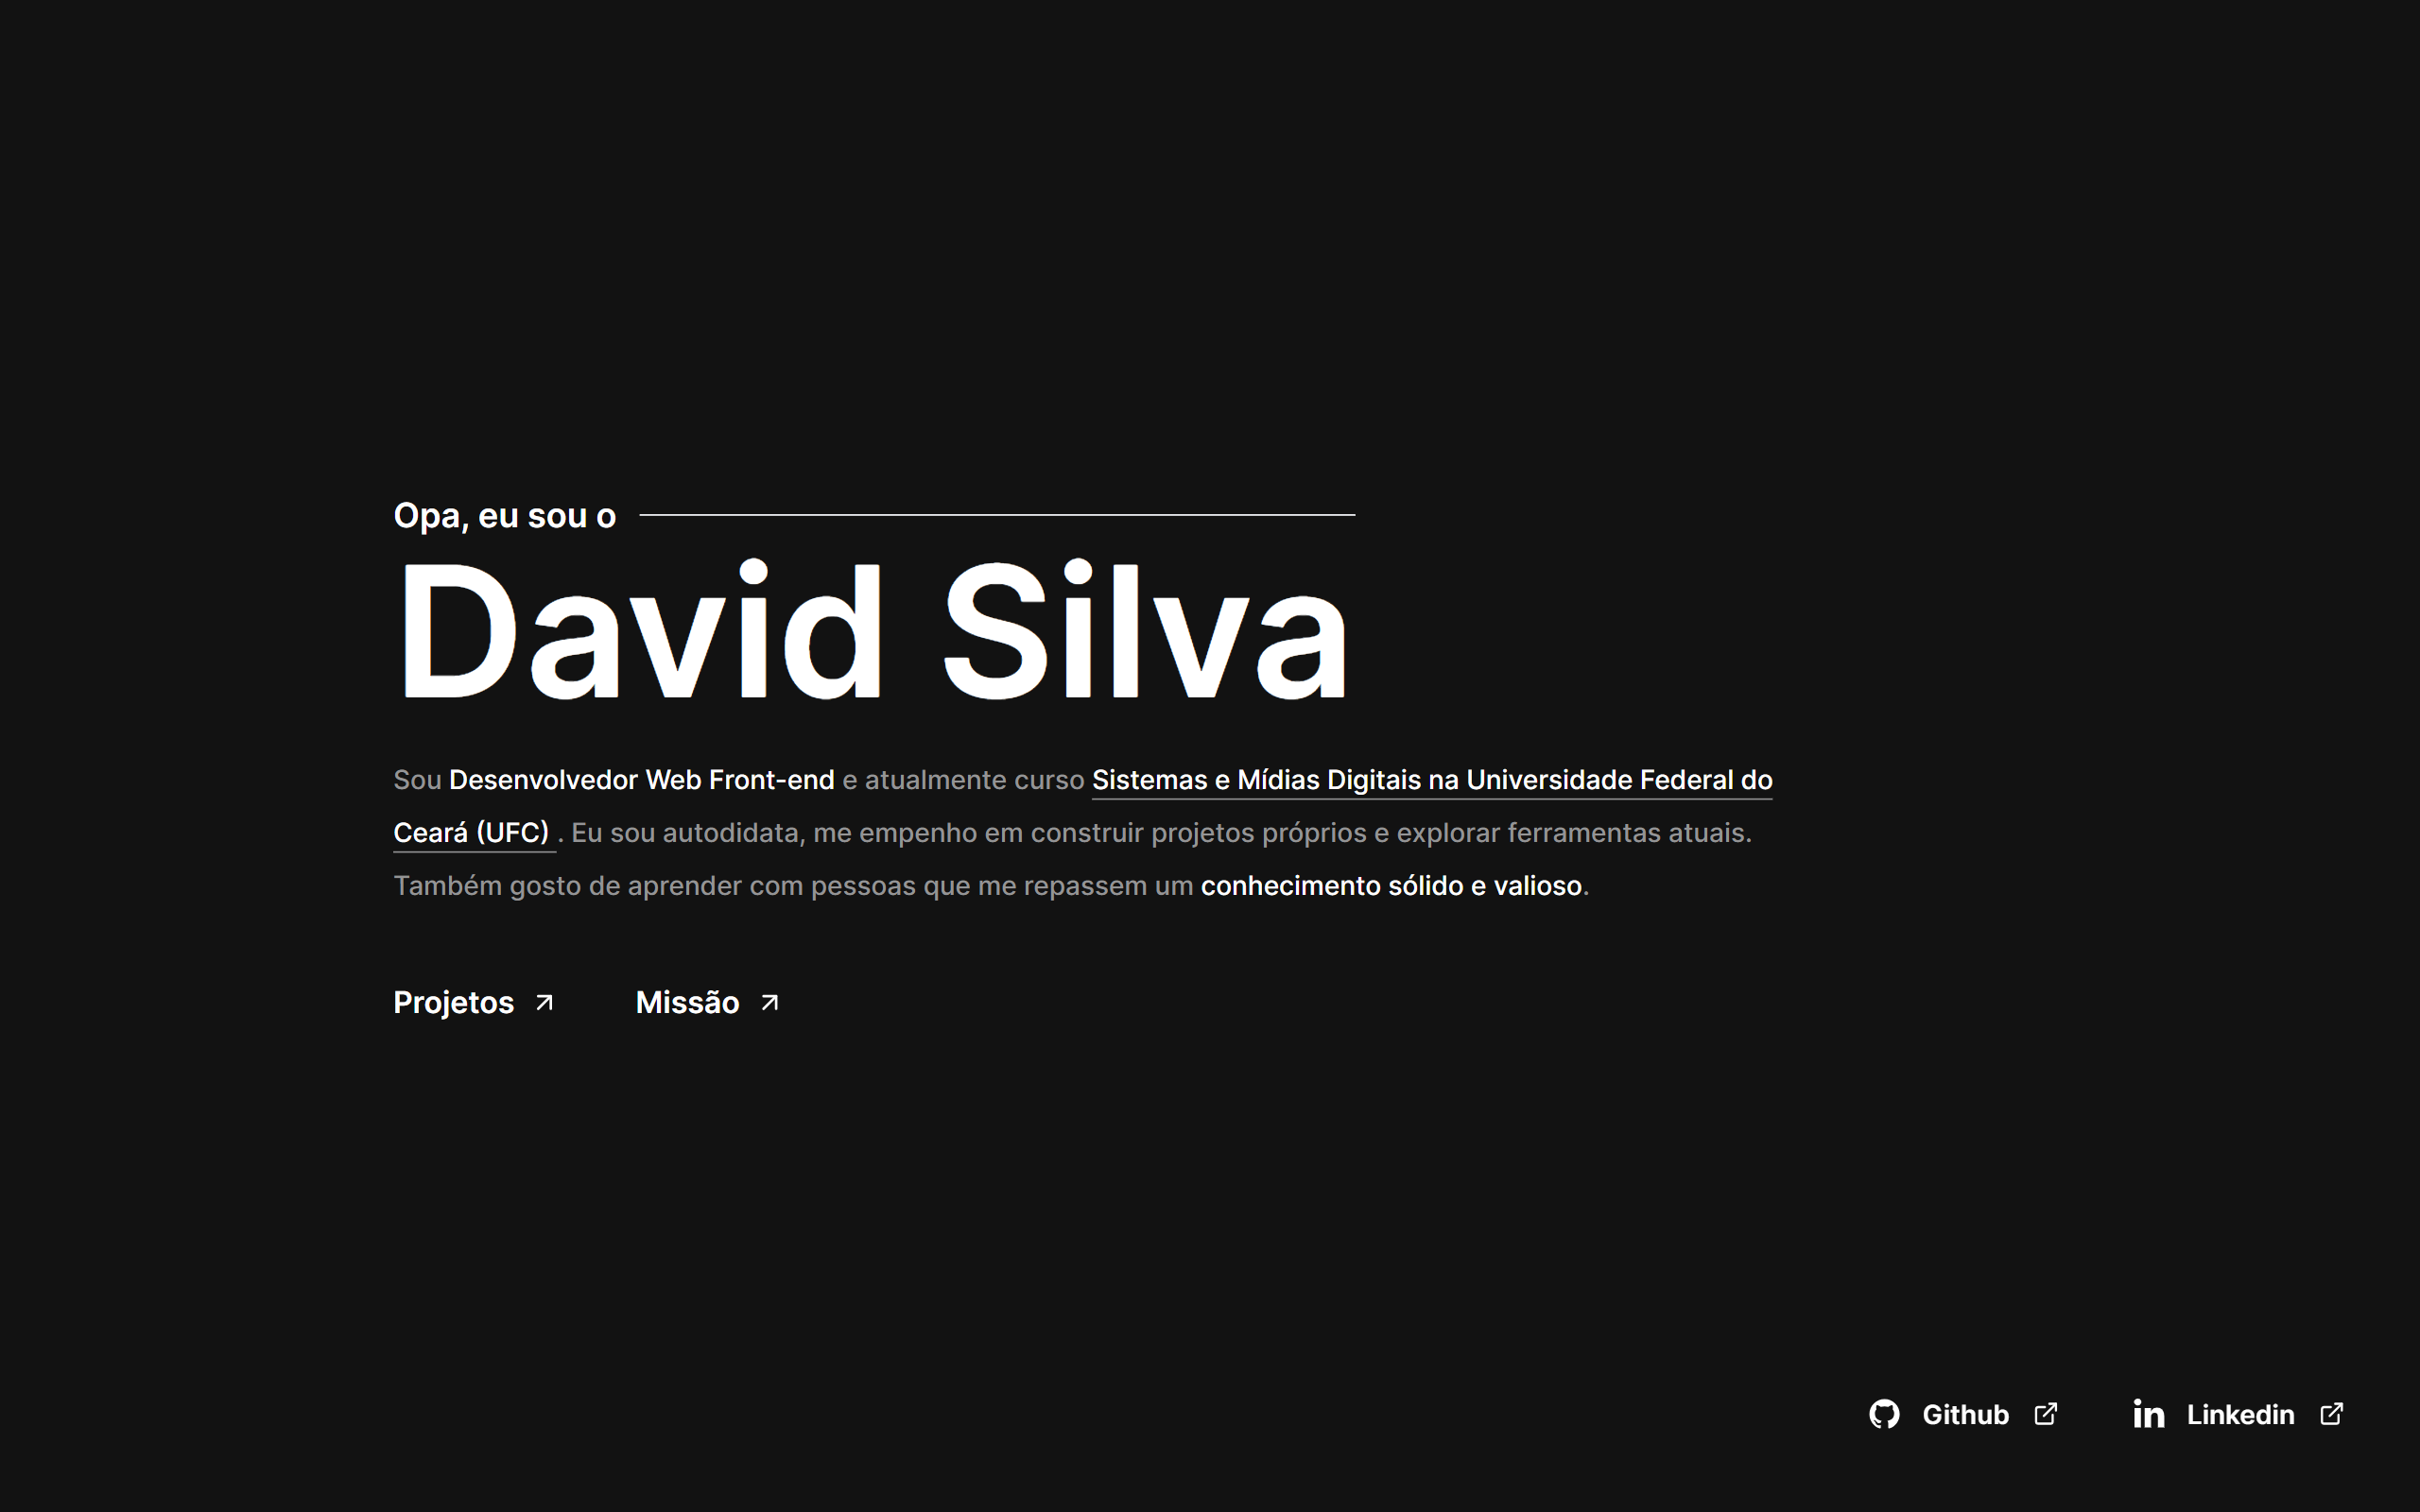 Opa, eu sou o
David Silva
Sou Desenvolvedor Web Front-end e atualmente curso Sistemas e Mídias Digitais na Universidade Federal do
Ceará (UFC) . Eu sou autodidata, me empenho em construir projetos próprios e explorar ferramentas atuais.
Também gosto de aprender com pessoas que me repassem um conhecimento sólido e valioso.
Projetos Missão
Github Linkedin